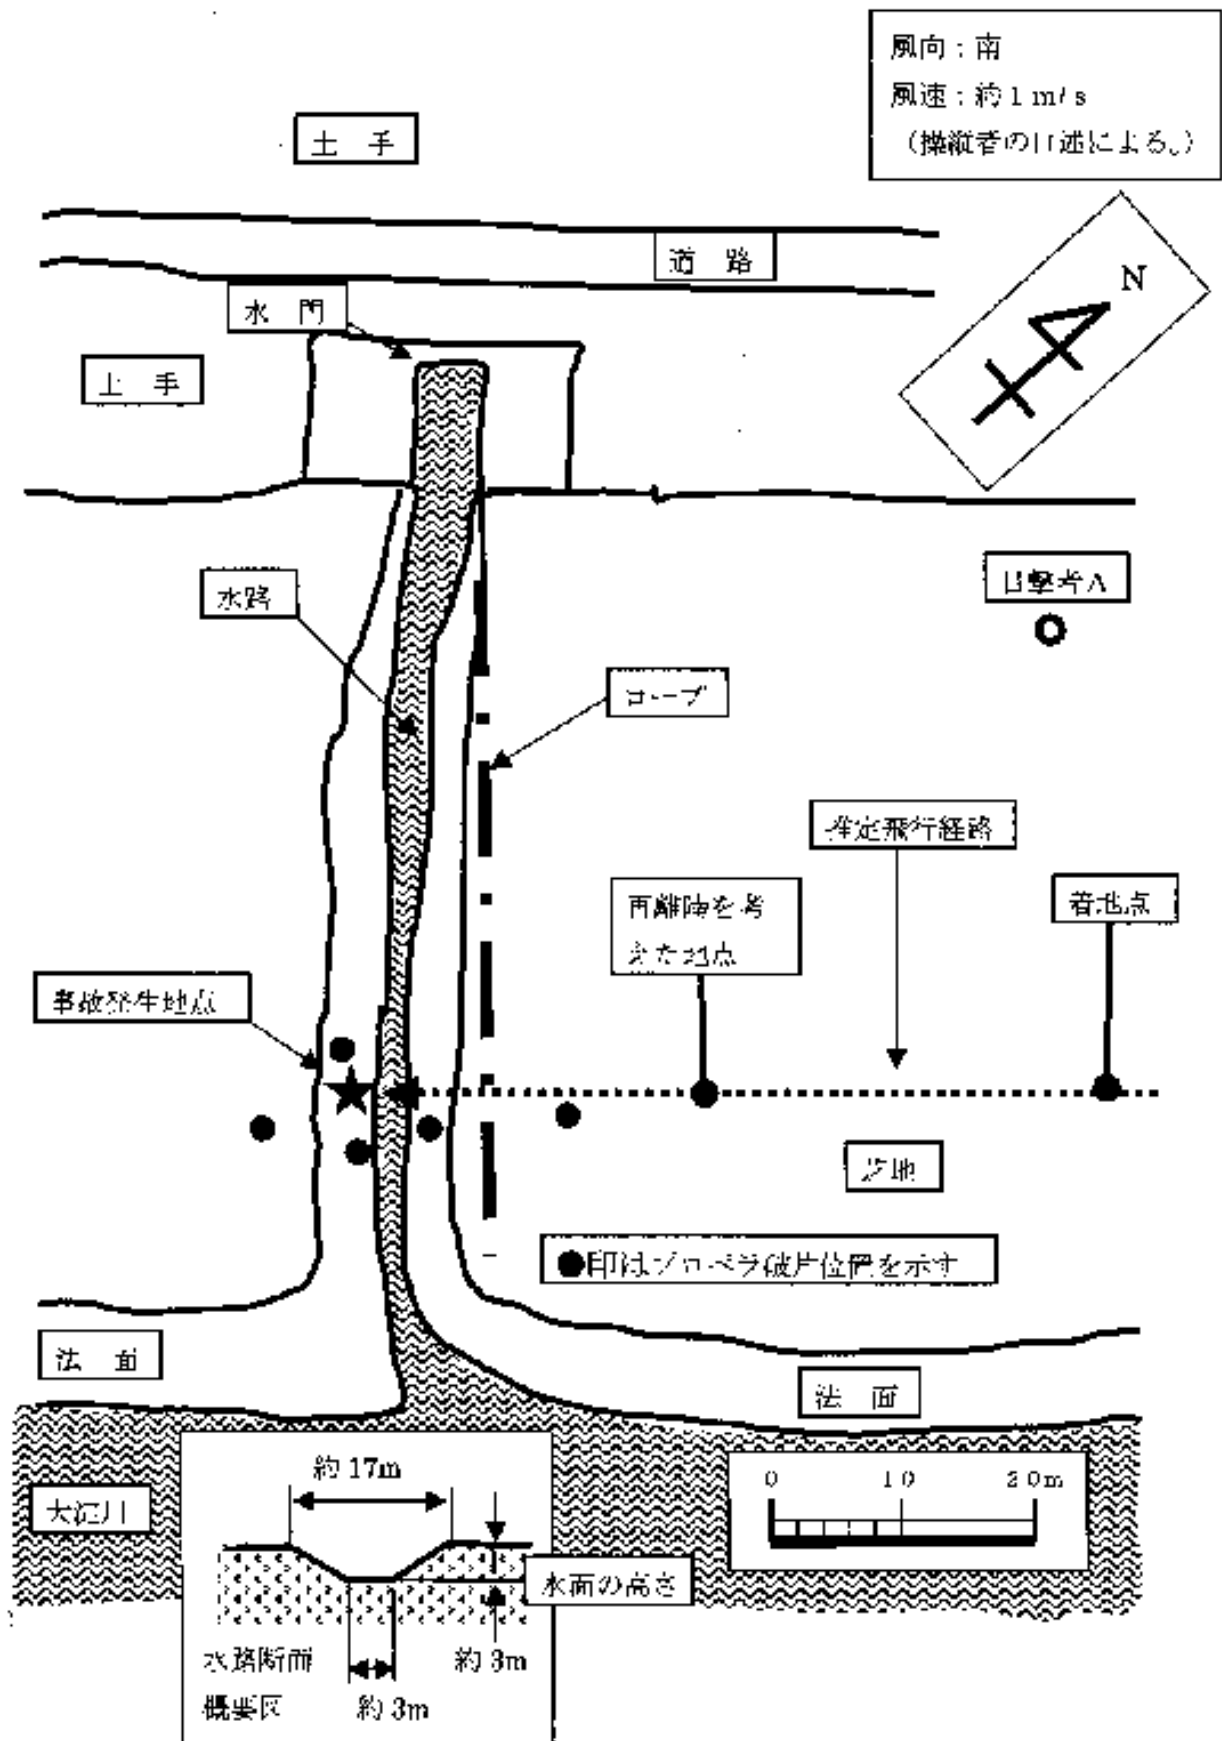 風向：南
風速：約１m/s
（操縦者の口述による。）
土　手
道　路
水　門
土　手
N
目撃者A
水路
ロープ
推定飛行経路
再離陸を考
えた地点
着地点
事故発生地点
芝地
●印はプロペラ破片位置を示す
法　面
法　面
大淀川
約17m
0　10　20m
水面の高さ
水路断面
概要図
約3m
約3m